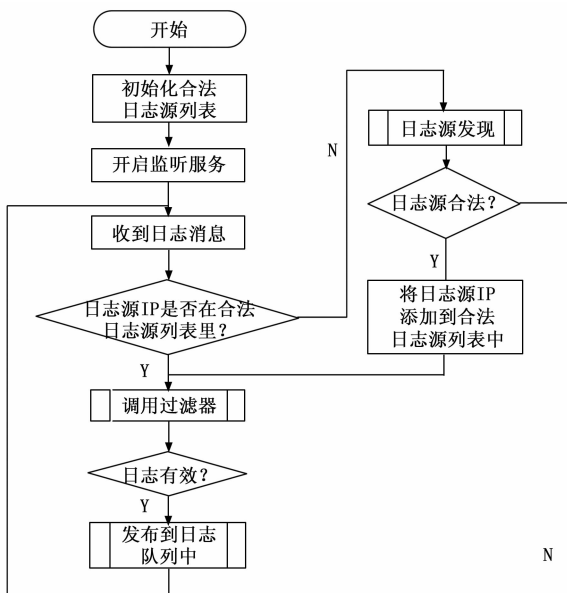 开始
初始化合法
日志源列表
开启监听服务
收到日志消息
日志源IP是否在合法
日志源列表里？
Y
调用过滤器
日志有效？
Y
发布到日志
队列中
N
日志源发现
日志源合法？
Y
将日志源IP
添加到合法
日志源列表中
N